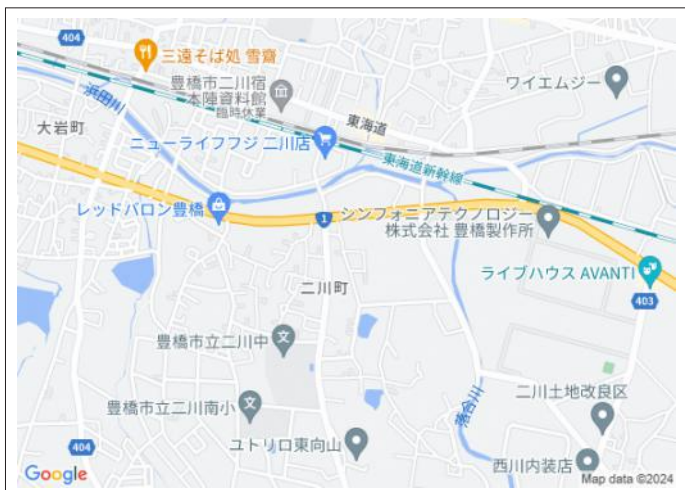 404
三遠そば処 雪齋
豊橋市二川宿
本陣資料館
臨時休業
ワイエムジー
浜田川
大岩町
東海道
ニューライフフジ 二川店
東海道新幹線
レッドバロン豊橋
1
シンフォニアテクノロジー
株式会社 豊橋製作所
ライブハウス AVANTI
403
二川町
豊橋市立二川中
文
豊橋市立二川南小
文
二川土地改良区
ユトリロ東向山
404
西川内装店
Google
Map data ©2024